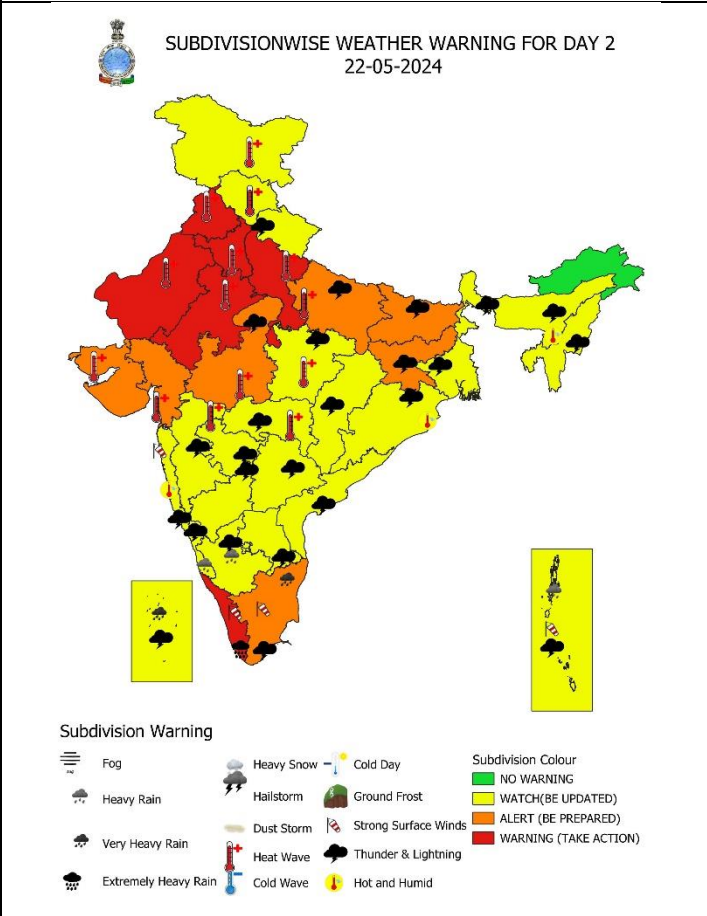 SUBDIVISIONWISE WEATHER WARNING FOR DAY 2
22-05-2024
Subdivision Warning
Fog
Heavy Rain
Very Heavy Rain
Extremely Heavy Rain
Heavy Snow
Hailstorm
Dust Storm
Heat Wave
Cold Wave
Cold Day
Ground Frost
Strong Surface Winds
Thunder & Lightning
Hot and Humid
Subdivision Colour
NO WARNING
WATCH(BE UPDATED)
ALERT (BE PREPARED)
WARNING (TAKE ACTION)